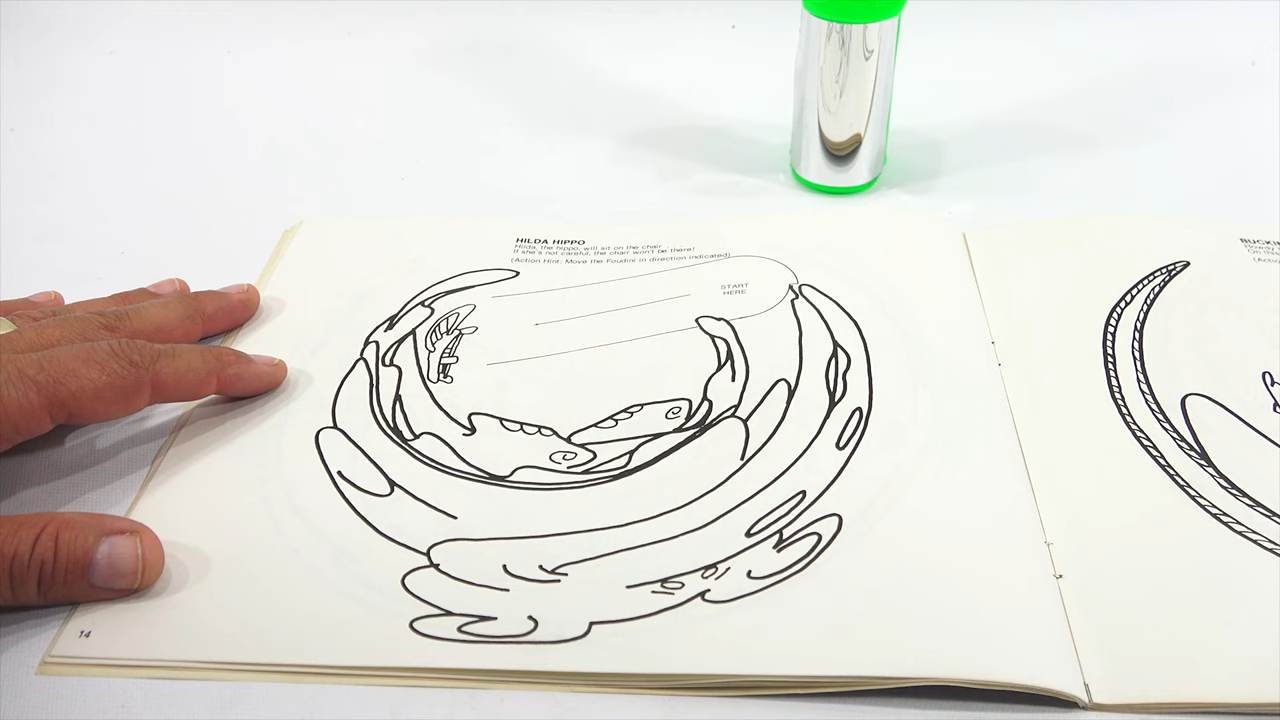 HILDA HIPPO
Hilda, the hippo, will sit on the chair . . .
If she's not careful, the chair won't be there!
(Action Hint: Move the Foudini in direction indicated)
START
HERE
14